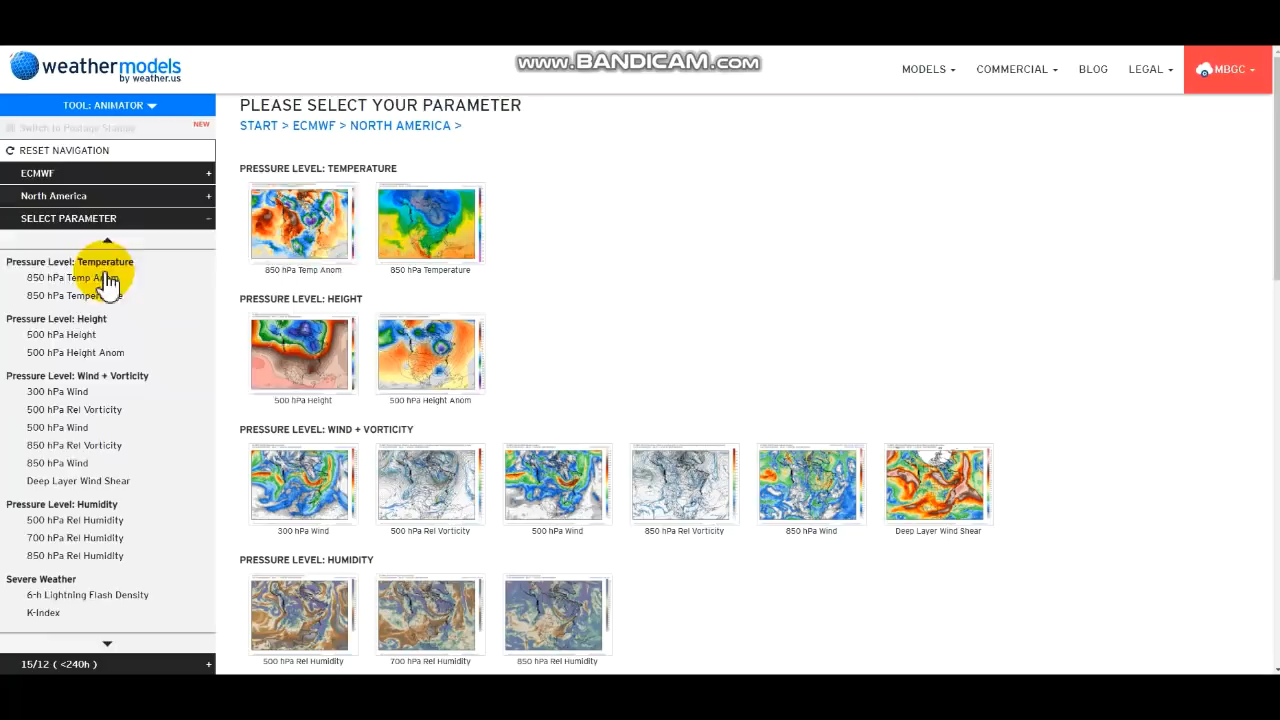 weathermodels
by weather.us
www.BANDICAM.com
MODELS
COMMERCIAL
BLOG
LEGAL
MBGC
TOOL: ANIMATOR
Switch to Postage Stamps
NEW
RESET NAVIGATION
ECMWF +
North America +
SELECT PARAMETER −
Pressure Level: Temperature
850 hPa Temp Anom
850 hPa Temperature
Pressure Level: Height
500 hPa Height
500 hPa Height Anom
Pressure Level: Wind + Vorticity
300 hPa Wind
500 hPa Rel Vorticity
500 hPa Wind
850 hPa Rel Vorticity
850 hPa Wind
Deep Layer Wind Shear
Pressure Level: Humidity
500 hPa Rel Humidity
700 hPa Rel Humidity
850 hPa Rel Humidity
Severe Weather
6-h Lightning Flash Density
K-Index
15/12 ( <240h ) +
PLEASE SELECT YOUR PARAMETER
START > ECMWF > NORTH AMERICA >
PRESSURE LEVEL: TEMPERATURE
850 hPa Temp Anom
850 hPa Temperature
PRESSURE LEVEL: HEIGHT
500 hPa Height
500 hPa Height Anom
PRESSURE LEVEL: WIND + VORTICITY
300 hPa Wind
500 hPa Rel Vorticity
500 hPa Wind
850 hPa Rel Vorticity
850 hPa Wind
Deep Layer Wind Shear
PRESSURE LEVEL: HUMIDITY
500 hPa Rel Humidity
700 hPa Rel Humidity
850 hPa Rel Humidity